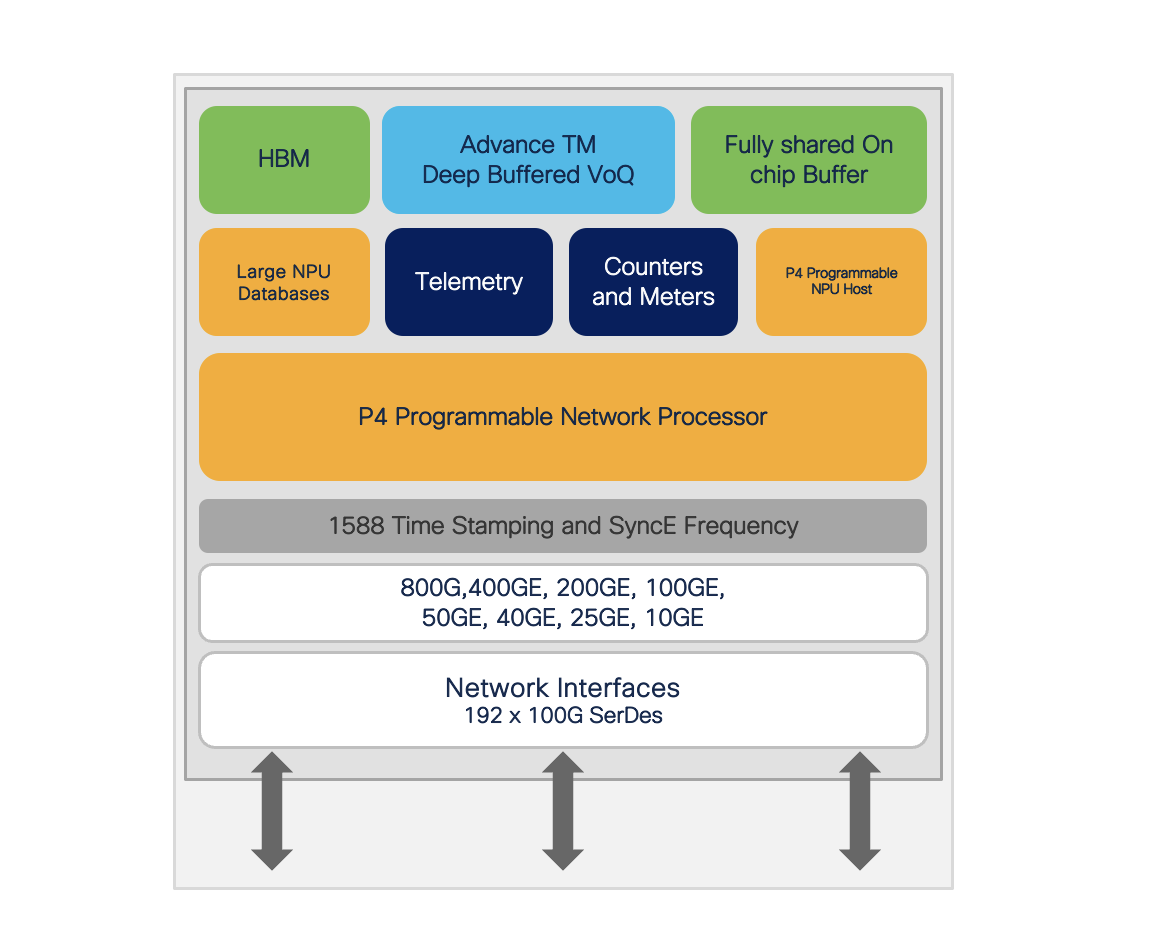 HBM
Advance TM
Deep Buffered VoQ
Fully shared On
chip Buffer
Large NPU
Databases
Telemetry
Counters
and Meters
P4 Programmable
NPU Host
P4 Programmable Network Processor
1588 Time Stamping and SyncE Frequency
800G,400GE, 200GE, 100GE,
50GE, 40GE, 25GE, 10GE
Network Interfaces
192 x 100G SerDes